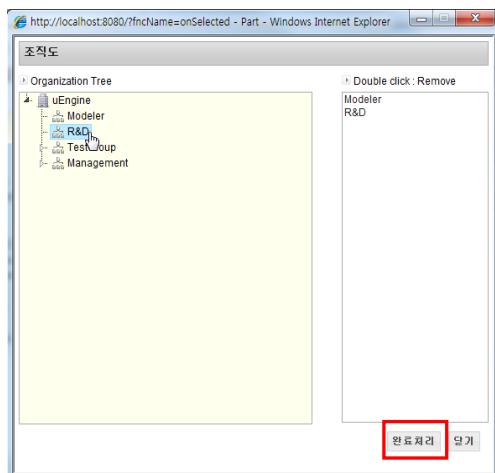 http://localhost:8080/?fncName=onSelected - Part - Windows Internet Explorer
조직도
Organization Tree
uEngine
Modeler
R&D
Management
Double click : Remove
Modeler
R&D
완료처리
닫기